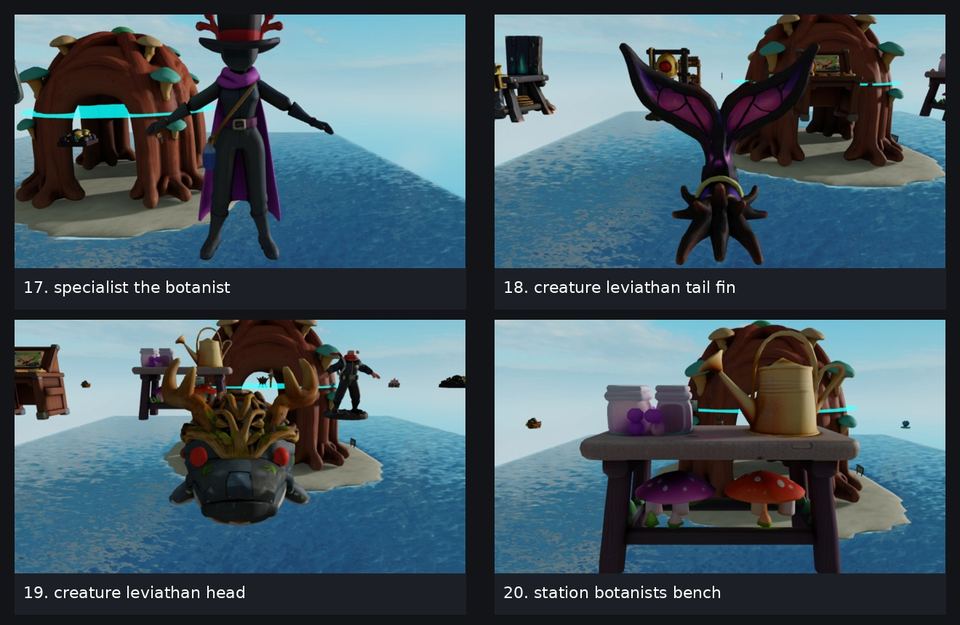 17. specialist the botanist
18. creature leviathan tail fin
19. creature leviathan head
20. station botanists bench